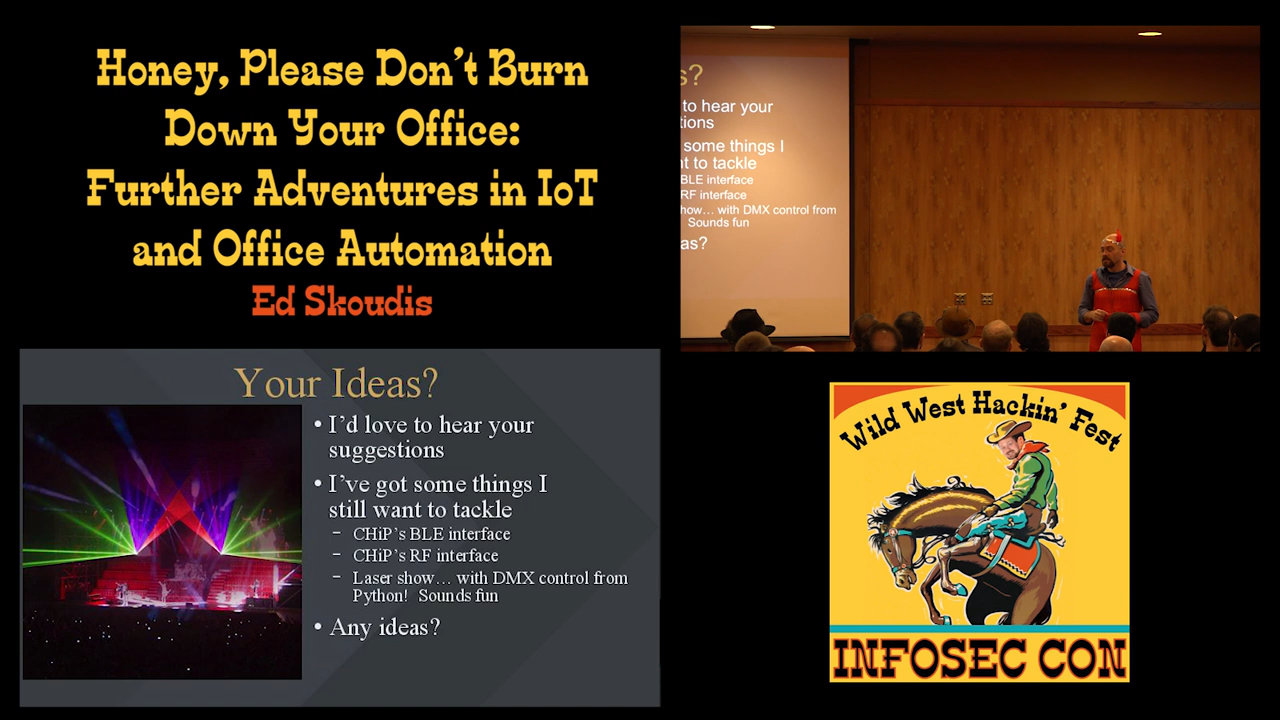 Honey, Please Don't Burn
Down Your Office:
Further Adventures in IoT
and Office Automation
Ed Skoudis
s?
to hear your
tions
some things I
nt to tackle
BLE interface
RF interface
how... with DMX control from
Sounds fun
as?
Your Ideas?
• I'd love to hear your
suggestions
• I've got some things I
still want to tackle
– CHiP's BLE interface
– CHiP's RF interface
– Laser show... with DMX control from
Python! Sounds fun
• Any ideas?
Wild West Hackin' Fest
INFOSEC CON